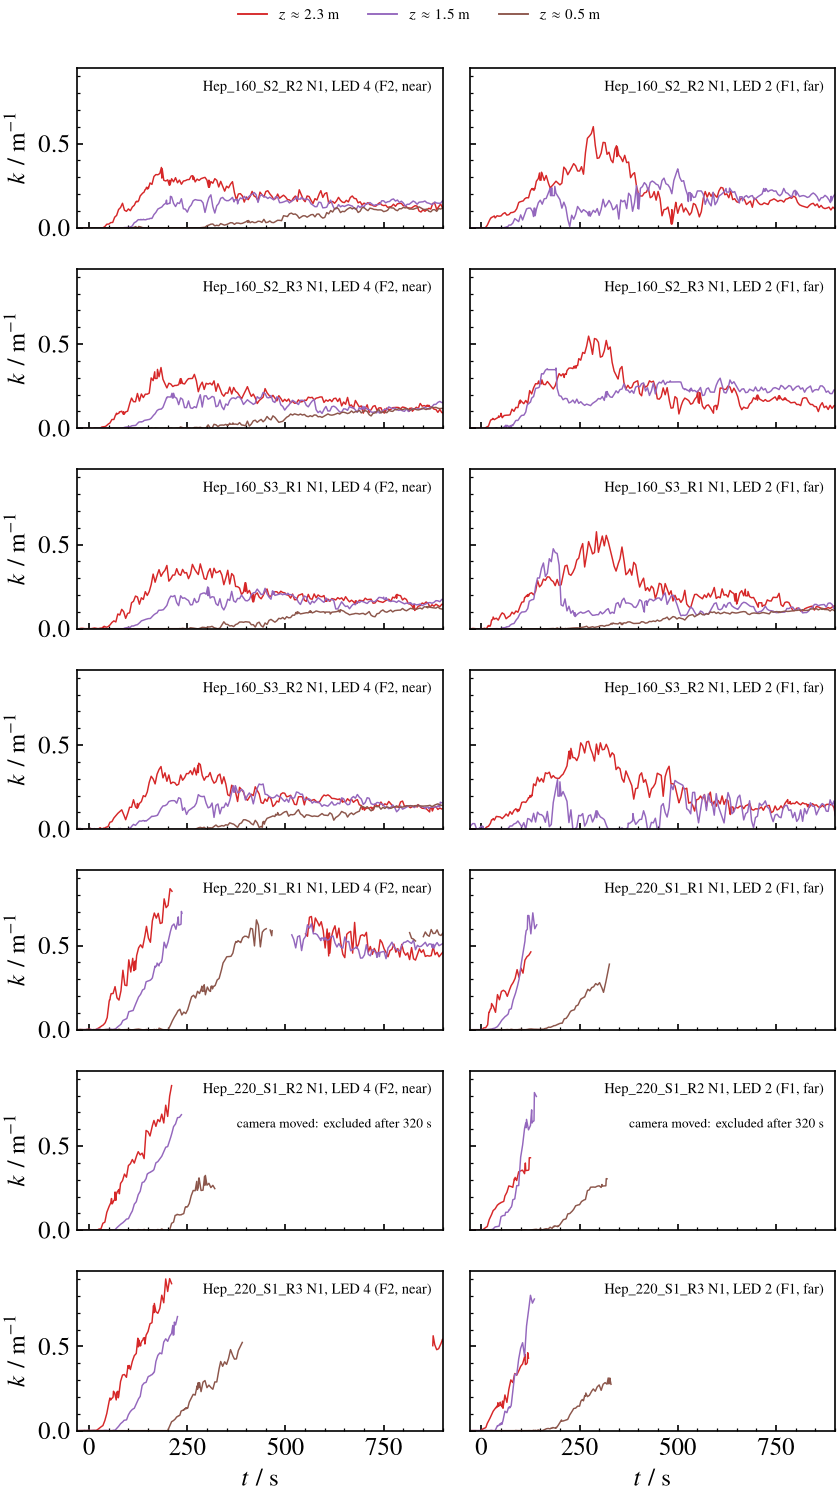 z ≈ 2.3 m z ≈ 1.5 m z ≈ 0.5 m
Hep_160_S2_R2 N1, LED 4 (F2, near) Hep_160_S2_R2 N1, LED 2 (F1, far)
k / m⁻¹
0.5
0.0
Hep_160_S2_R3 N1, LED 4 (F2, near) Hep_160_S2_R3 N1, LED 2 (F1, far)
k / m⁻¹
0.5
0.0
Hep_160_S3_R1 N1, LED 4 (F2, near) Hep_160_S3_R1 N1, LED 2 (F1, far)
k / m⁻¹
0.5
0.0
Hep_160_S3_R2 N1, LED 4 (F2, near) Hep_160_S3_R2 N1, LED 2 (F1, far)
k / m⁻¹
0.5
0.0
Hep_220_S1_R1 N1, LED 4 (F2, near) Hep_220_S1_R1 N1, LED 2 (F1, far)
k / m⁻¹
0.5
0.0
Hep_220_S1_R2 N1, LED 4 (F2, near) Hep_220_S1_R2 N1, LED 2 (F1, far)
camera moved: excluded after 320 s camera moved: excluded after 320 s
k / m⁻¹
0.5
0.0
Hep_220_S1_R3 N1, LED 4 (F2, near) Hep_220_S1_R3 N1, LED 2 (F1, far)
k / m⁻¹
0.5
0.0
0 250 500 750 0 250 500 750
t / s t / s